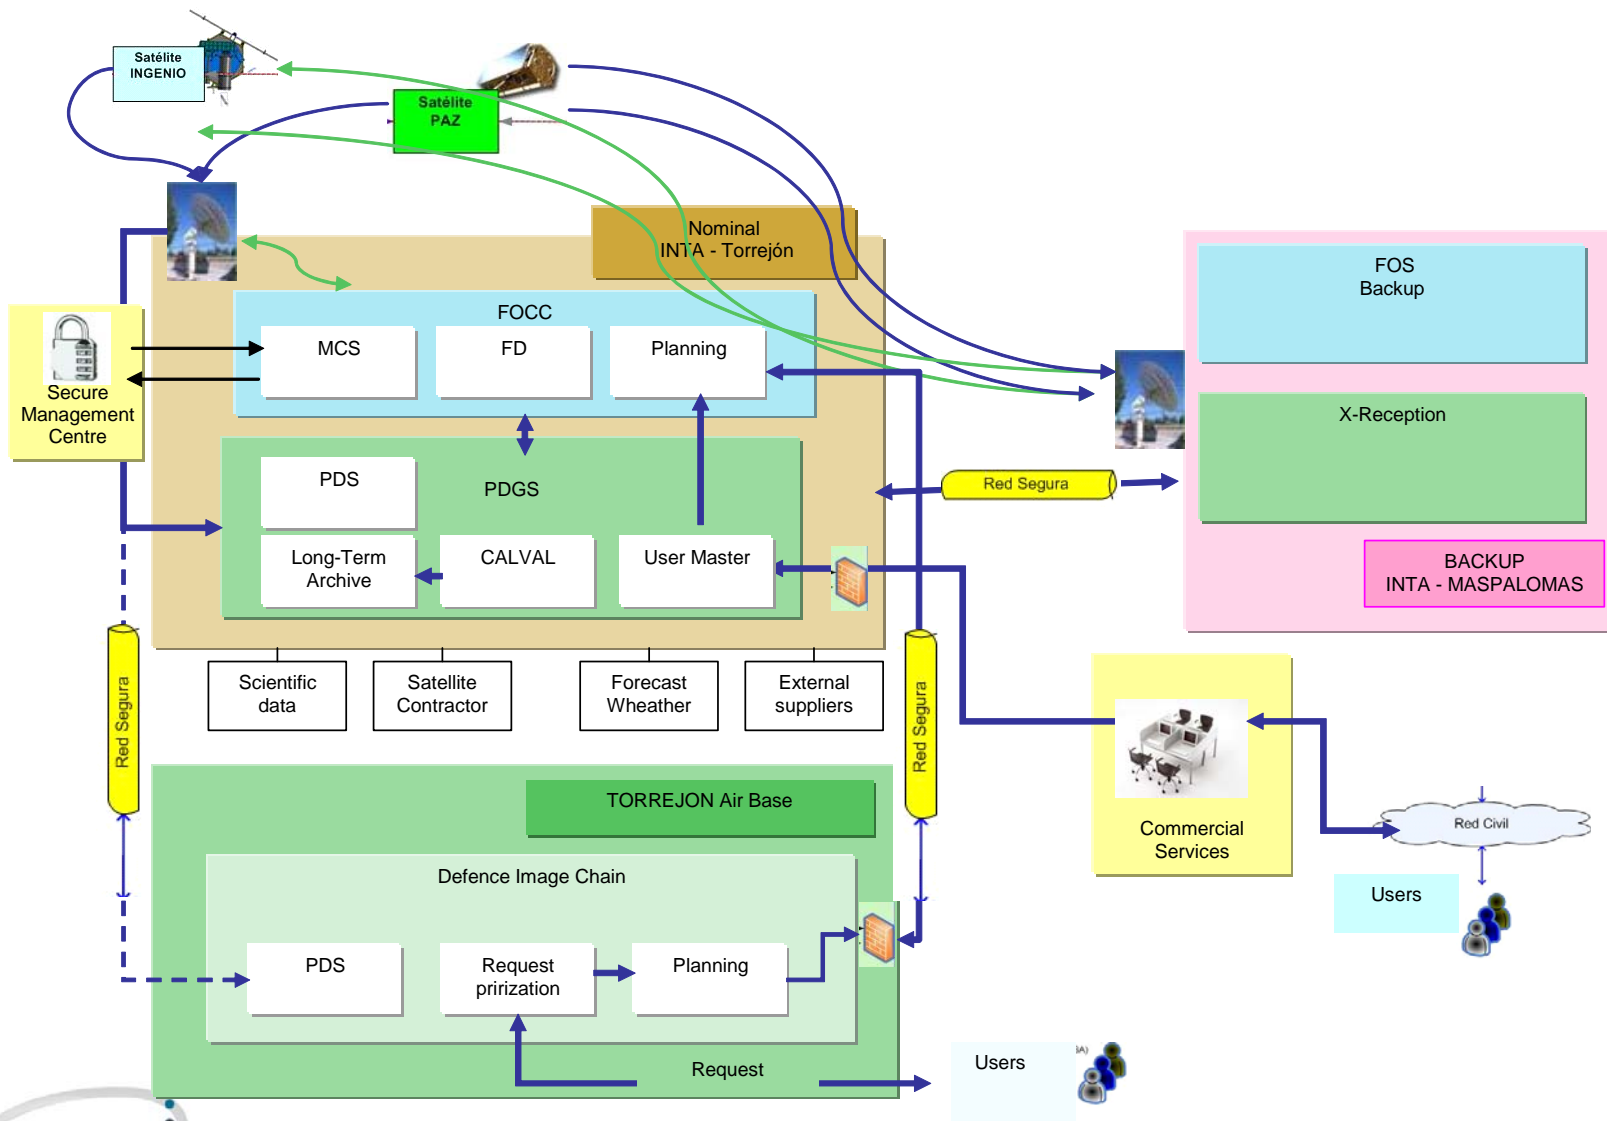 Satélite
INGENIO
Satélite
PAZ
Nominal
INTA - Torrejón
FOCC
MCS
FD
Planning
Secure
Management
Centre
PDS
PDGS
Long-Term
Archive
CALVAL
User Master
Red Segura
FOS
Backup
X-Reception
BACKUP
INTA - MASPALOMAS
Scientific
data
Satellite
Contractor
Forecast
Wheather
External
suppliers
Red Segura
Red Segura
Commercial
Services
Red Civil
Users
TORREJON Air Base
Defence Image Chain
PDS
Request
prirization
Planning
Request
Users